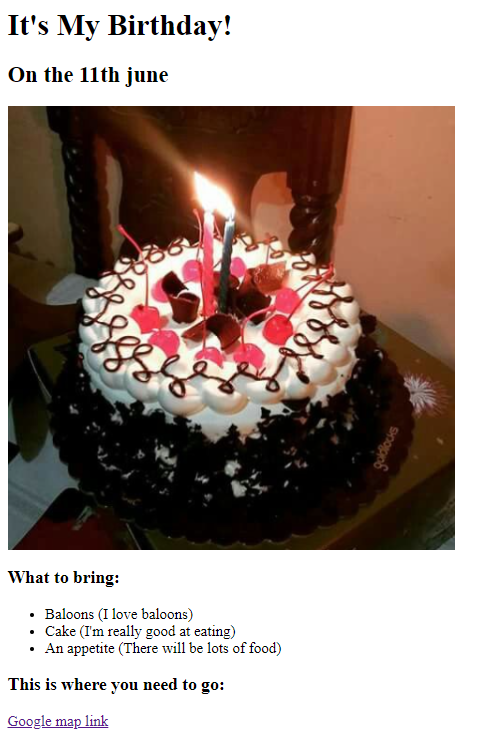 It's My Birthday!
On the 11th june
What to bring:
Baloons (I love baloons)
Cake (I'm really good at eating)
An appetite (There will be lots of food)
This is where you need to go:
Google map link